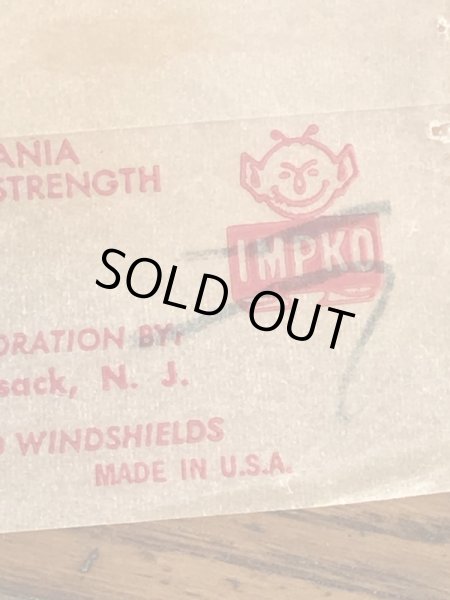 ANIA
STRENGTH
IMPKO
SOLD OUT
ORATION BY:
sack, N. J.
WINDSHIELDS
MADE IN U.S.A.